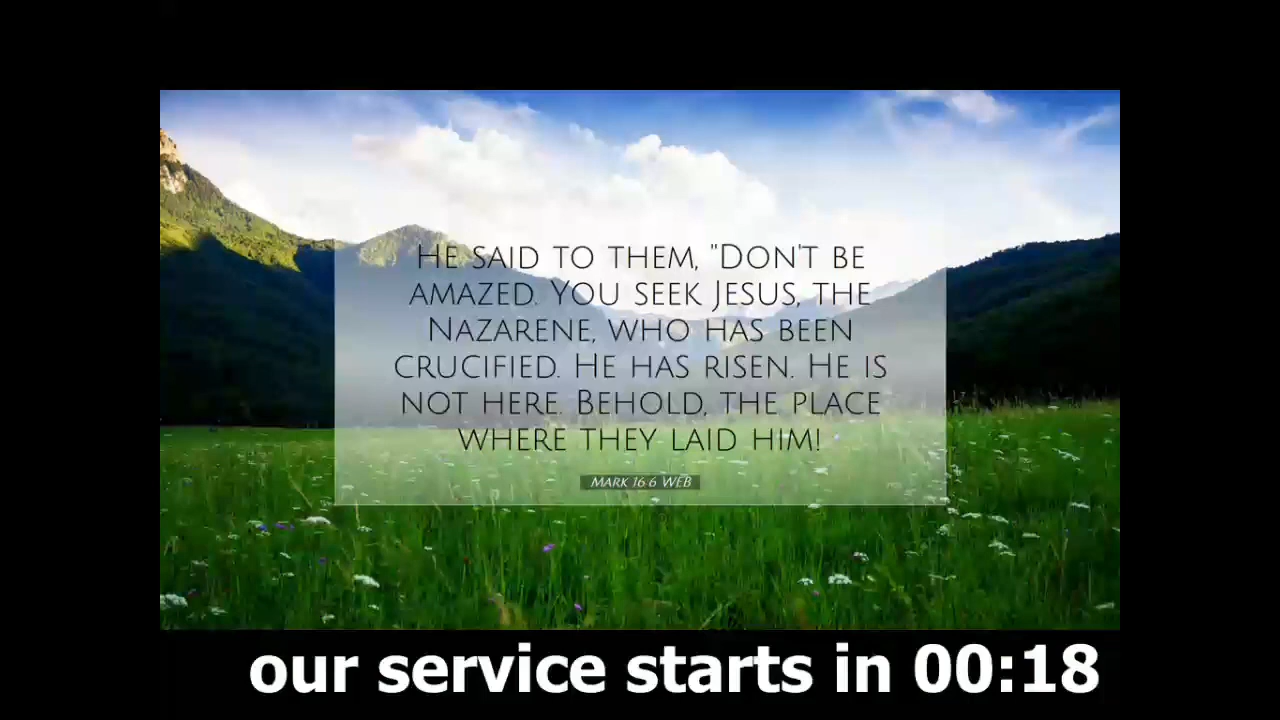 He said to them, "Don't be
amazed. You seek Jesus, the
Nazarene, who has been
crucified. He has risen. He is
not here. Behold, the place
where they laid him!
Mark 16:6 WEB
our service starts in 00:18